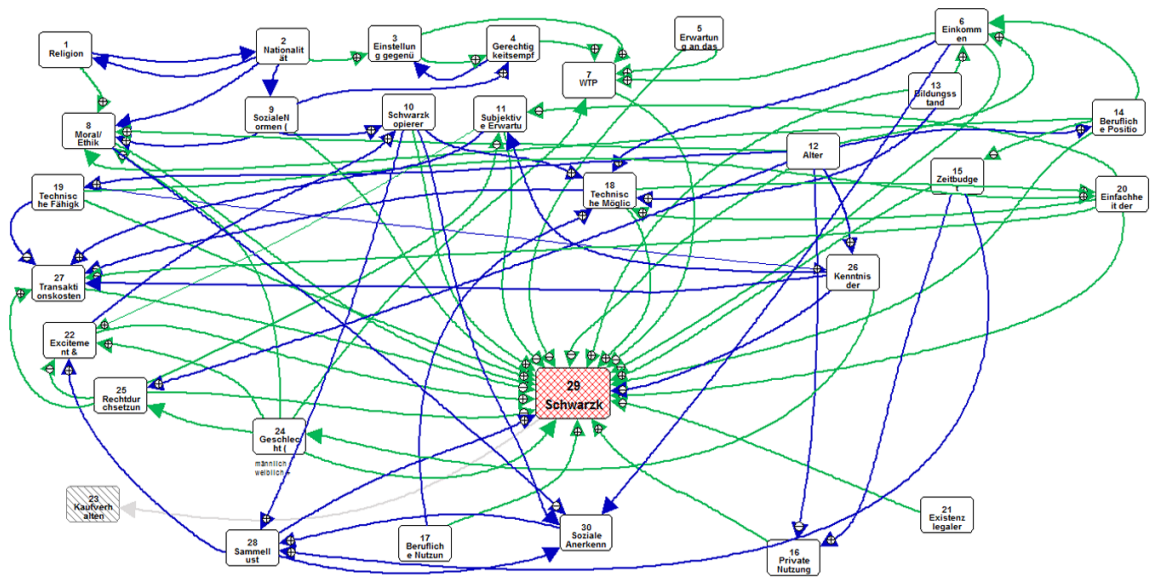 1
Religion
2
Nationalit
ät
3
Einstellun
g gegenü
4
Gerechtig
keitsempf
5
Erwartun
g an das
6
Einkomm
en
7
WTP
8
Moral/
Ethik
9
SozialeN
ormen (
10
Schwarzk
opierer
11
Subjektiv
e Erwartu
12
Alter
13
Bildungss
tand
14
Beruflich
e Positio
15
Zeitbudge
t
16
Private
Nutzung
17
Beruflich
e Nutzun
18
Technisc
he Möglic
19
Technisc
he Fähigk
20
Einfachhe
it der
21
Existenz
legaler
22
Exciteme
nt &
23
Kaufverh
alten
24
Geschlec
ht (
männlich
weiblich +
25
Rechtdur
chsetzun
26
Kenntnis
der
27
Transakti
onskosten
28
Sammell
ust
29
Schwarzk
30
Soziale
Anerkenn